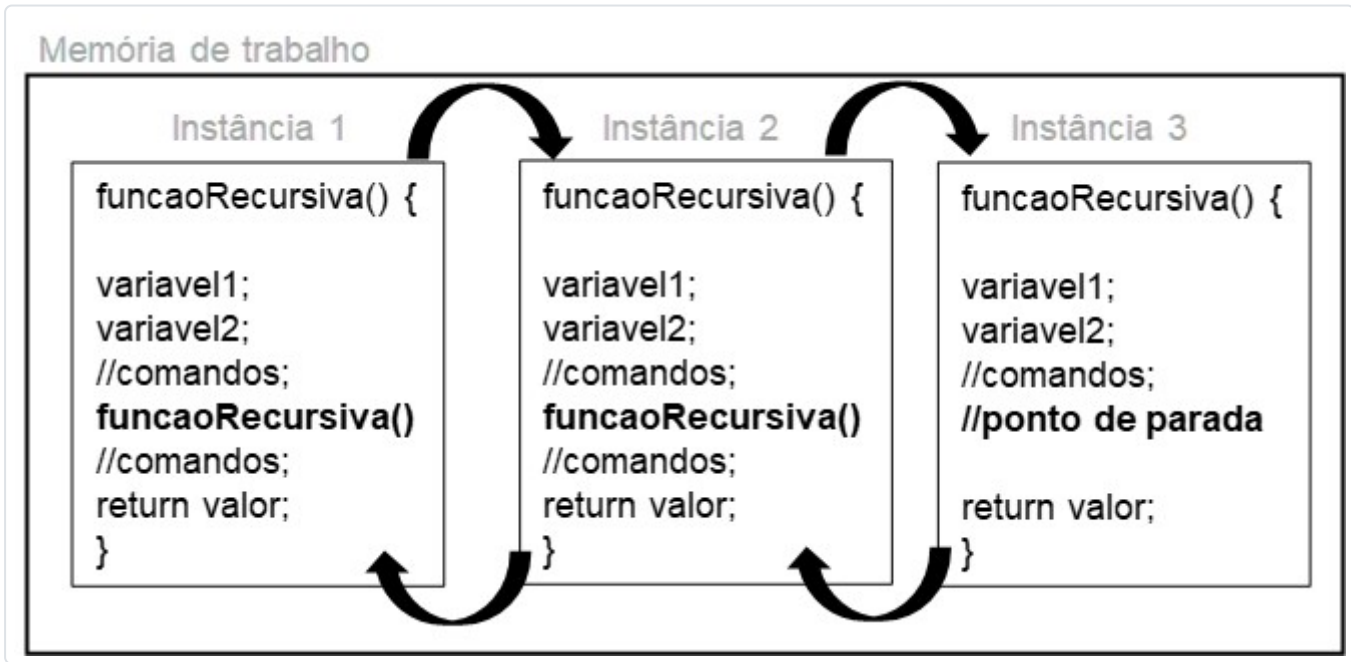 Memória de trabalho
Instância 1
funcaoRecursiva() {
variavel1;
variavel2;
//comandos;
funcaoRecursiva()
//comandos;
return valor;
}
Instância 2
funcaoRecursiva() {
variavel1;
variavel2;
//comandos;
funcaoRecursiva()
//comandos;
return valor;
}
Instância 3
funcaoRecursiva() {
variavel1;
variavel2;
//comandos;
//ponto de parada
return valor;
}